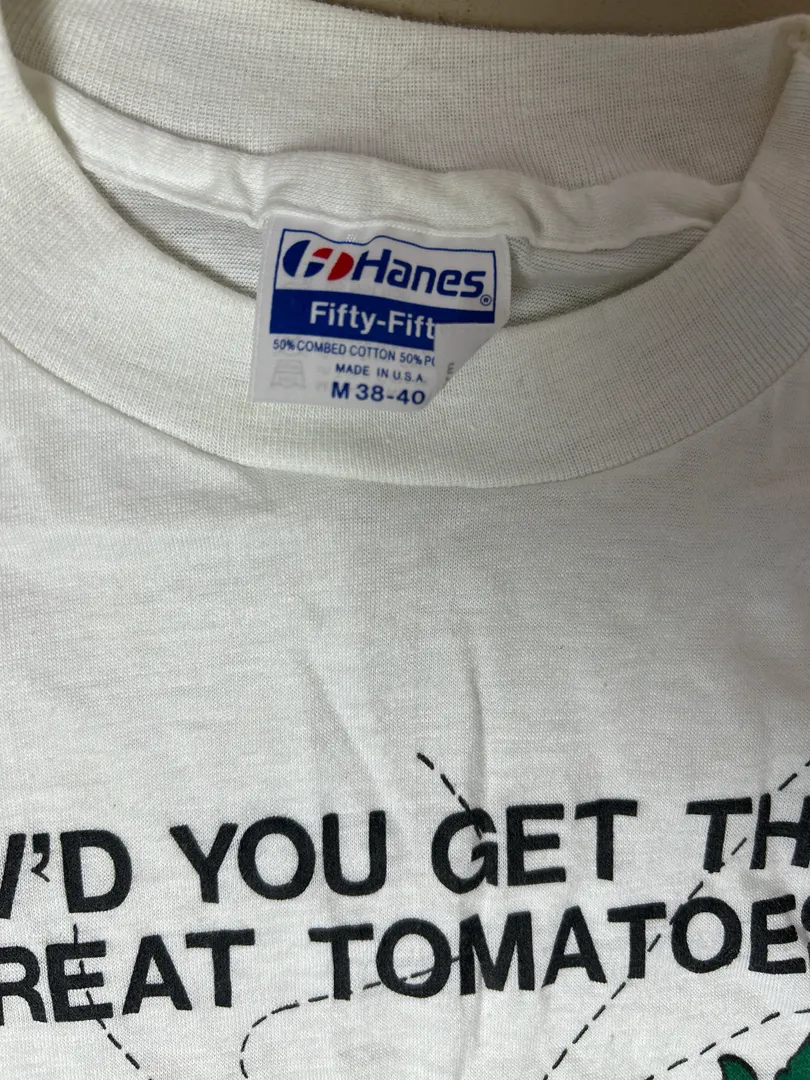 Hanes®
Fifty-Fift
50% COMBED COTTON 50% P
MADE IN U.S.A.
M 38-40
'D YOU GET TH
REAT TOMATOES